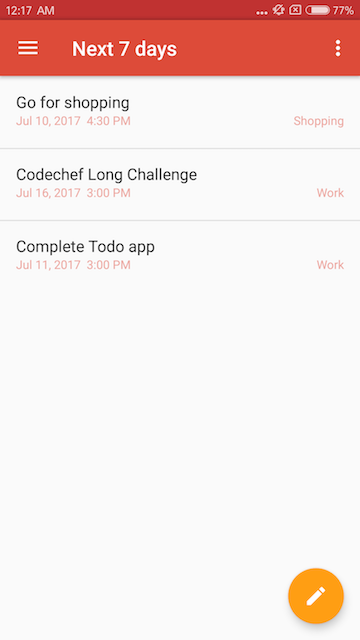 12:17 AM 77%
Next 7 days
Go for shopping
Jul 10, 2017 4:30 PM Shopping
Codechef Long Challenge
Jul 16, 2017 3:00 PM Work
Complete Todo app
Jul 11, 2017 3:00 PM Work